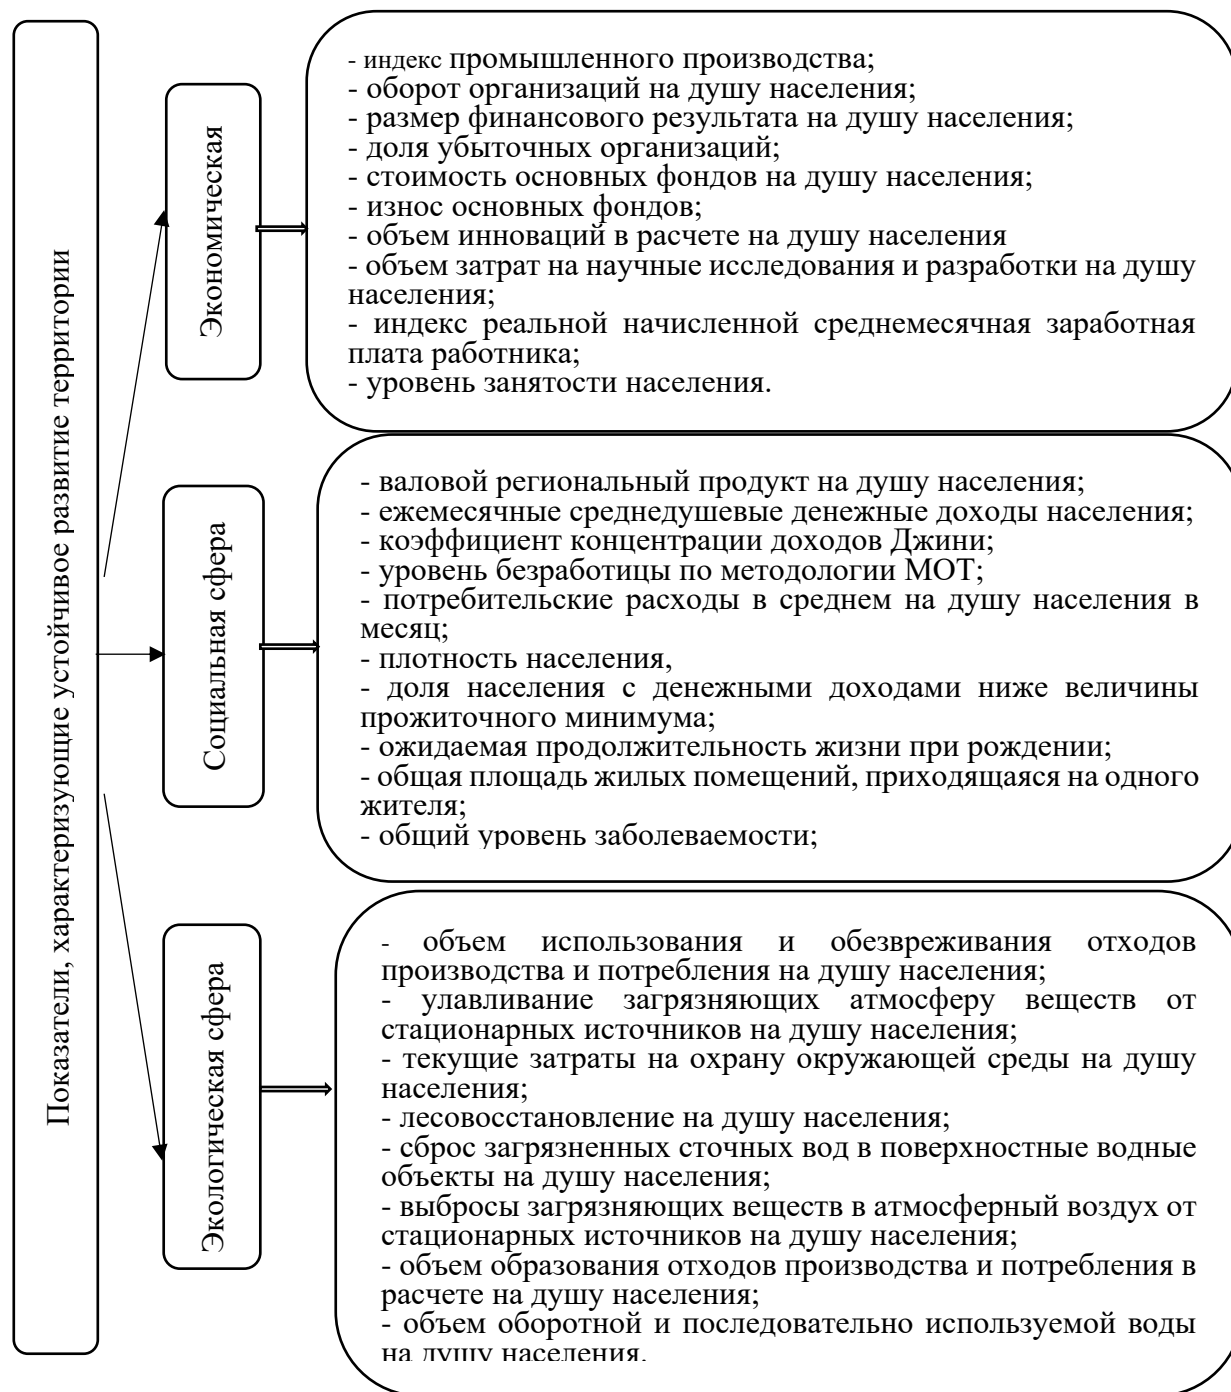 Показатели, характеризующие устойчивое развитие территории
Экономическая
- индекс промышленного производства;
- оборот организаций на душу населения;
- размер финансового результата на душу населения;
- доля убыточных организаций;
- стоимость основных фондов на душу населения;
- износ основных фондов;
- объем инноваций в расчете на душу населения
- объем затрат на научные исследования и разработки на душу
населения;
- индекс реальной начисленной среднемесячная заработная
плата работника;
- уровень занятости населения.
Социальная сфера
- валовой региональный продукт на душу населения;
- ежемесячные среднедушевые денежные доходы населения;
- коэффициент концентрации доходов Джини;
- уровень безработицы по методологии МОТ;
- потребительские расходы в среднем на душу населения в
месяц;
- плотность населения,
- доля населения с денежными доходами ниже величины
прожиточного минимума;
- ожидаемая продолжительность жизни при рождении;
- общая площадь жилых помещений, приходящаяся на одного
жителя;
- общий уровень заболеваемости;
Экологическая сфера
- объем использования и обезвреживания отходов
производства и потребления на душу населения;
- улавливание загрязняющих атмосферу веществ от
стационарных источников на душу населения;
- текущие затраты на охрану окружающей среды на душу
населения;
- лесовосстановление на душу населения;
- сброс загрязненных сточных вод в поверхностные водные
объекты на душу населения;
- выбросы загрязняющих веществ в атмосферный воздух от
стационарных источников на душу населения;
- объем образования отходов производства и потребления в
расчете на душу населения;
- объем оборотной и последовательно используемой воды
на душу населения.